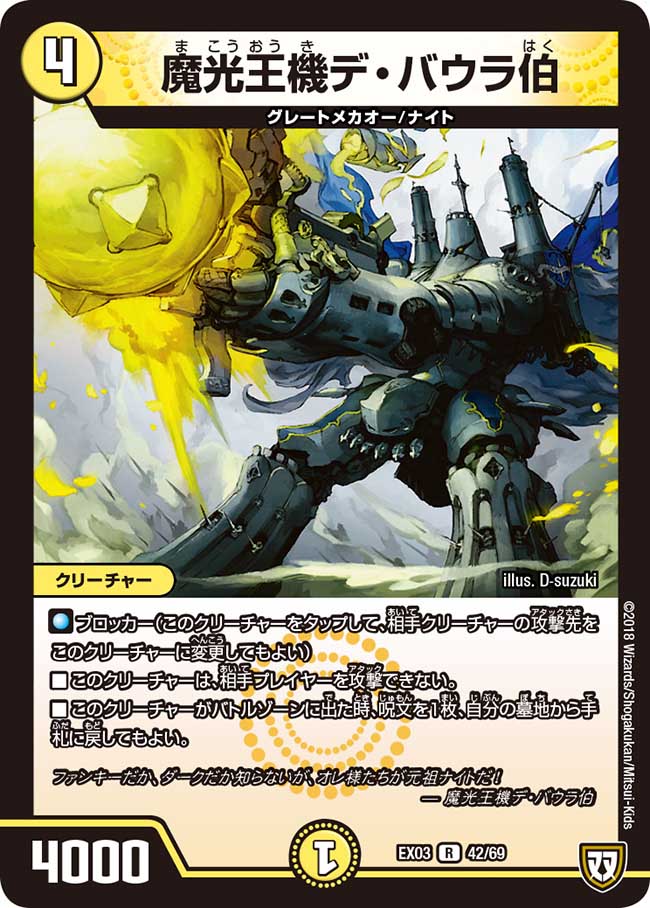 4
魔光王機デ・バウラ伯
ま こうおうき はく
グレートメカオー/ナイト
クリーチャー
illus. D-suzuki
ブロッカー(このクリーチャーをタップして、相手クリーチャーの攻撃先を
このクリーチャーに変更してもよい)
■このクリーチャーは、相手プレイヤーを攻撃できない。
■このクリーチャーがバトルゾーンに出た時、呪文を1枚、自分の墓地から手
札に戻してもよい。
ファンキーだか、ダークだか知らないが、オレ様たちが元祖ナイトだ!
— 魔光王機デ・バウラ伯
4000
1
EX03 R 42/69
©2018 Wizards/Shogakukan/Mitsui-Kids